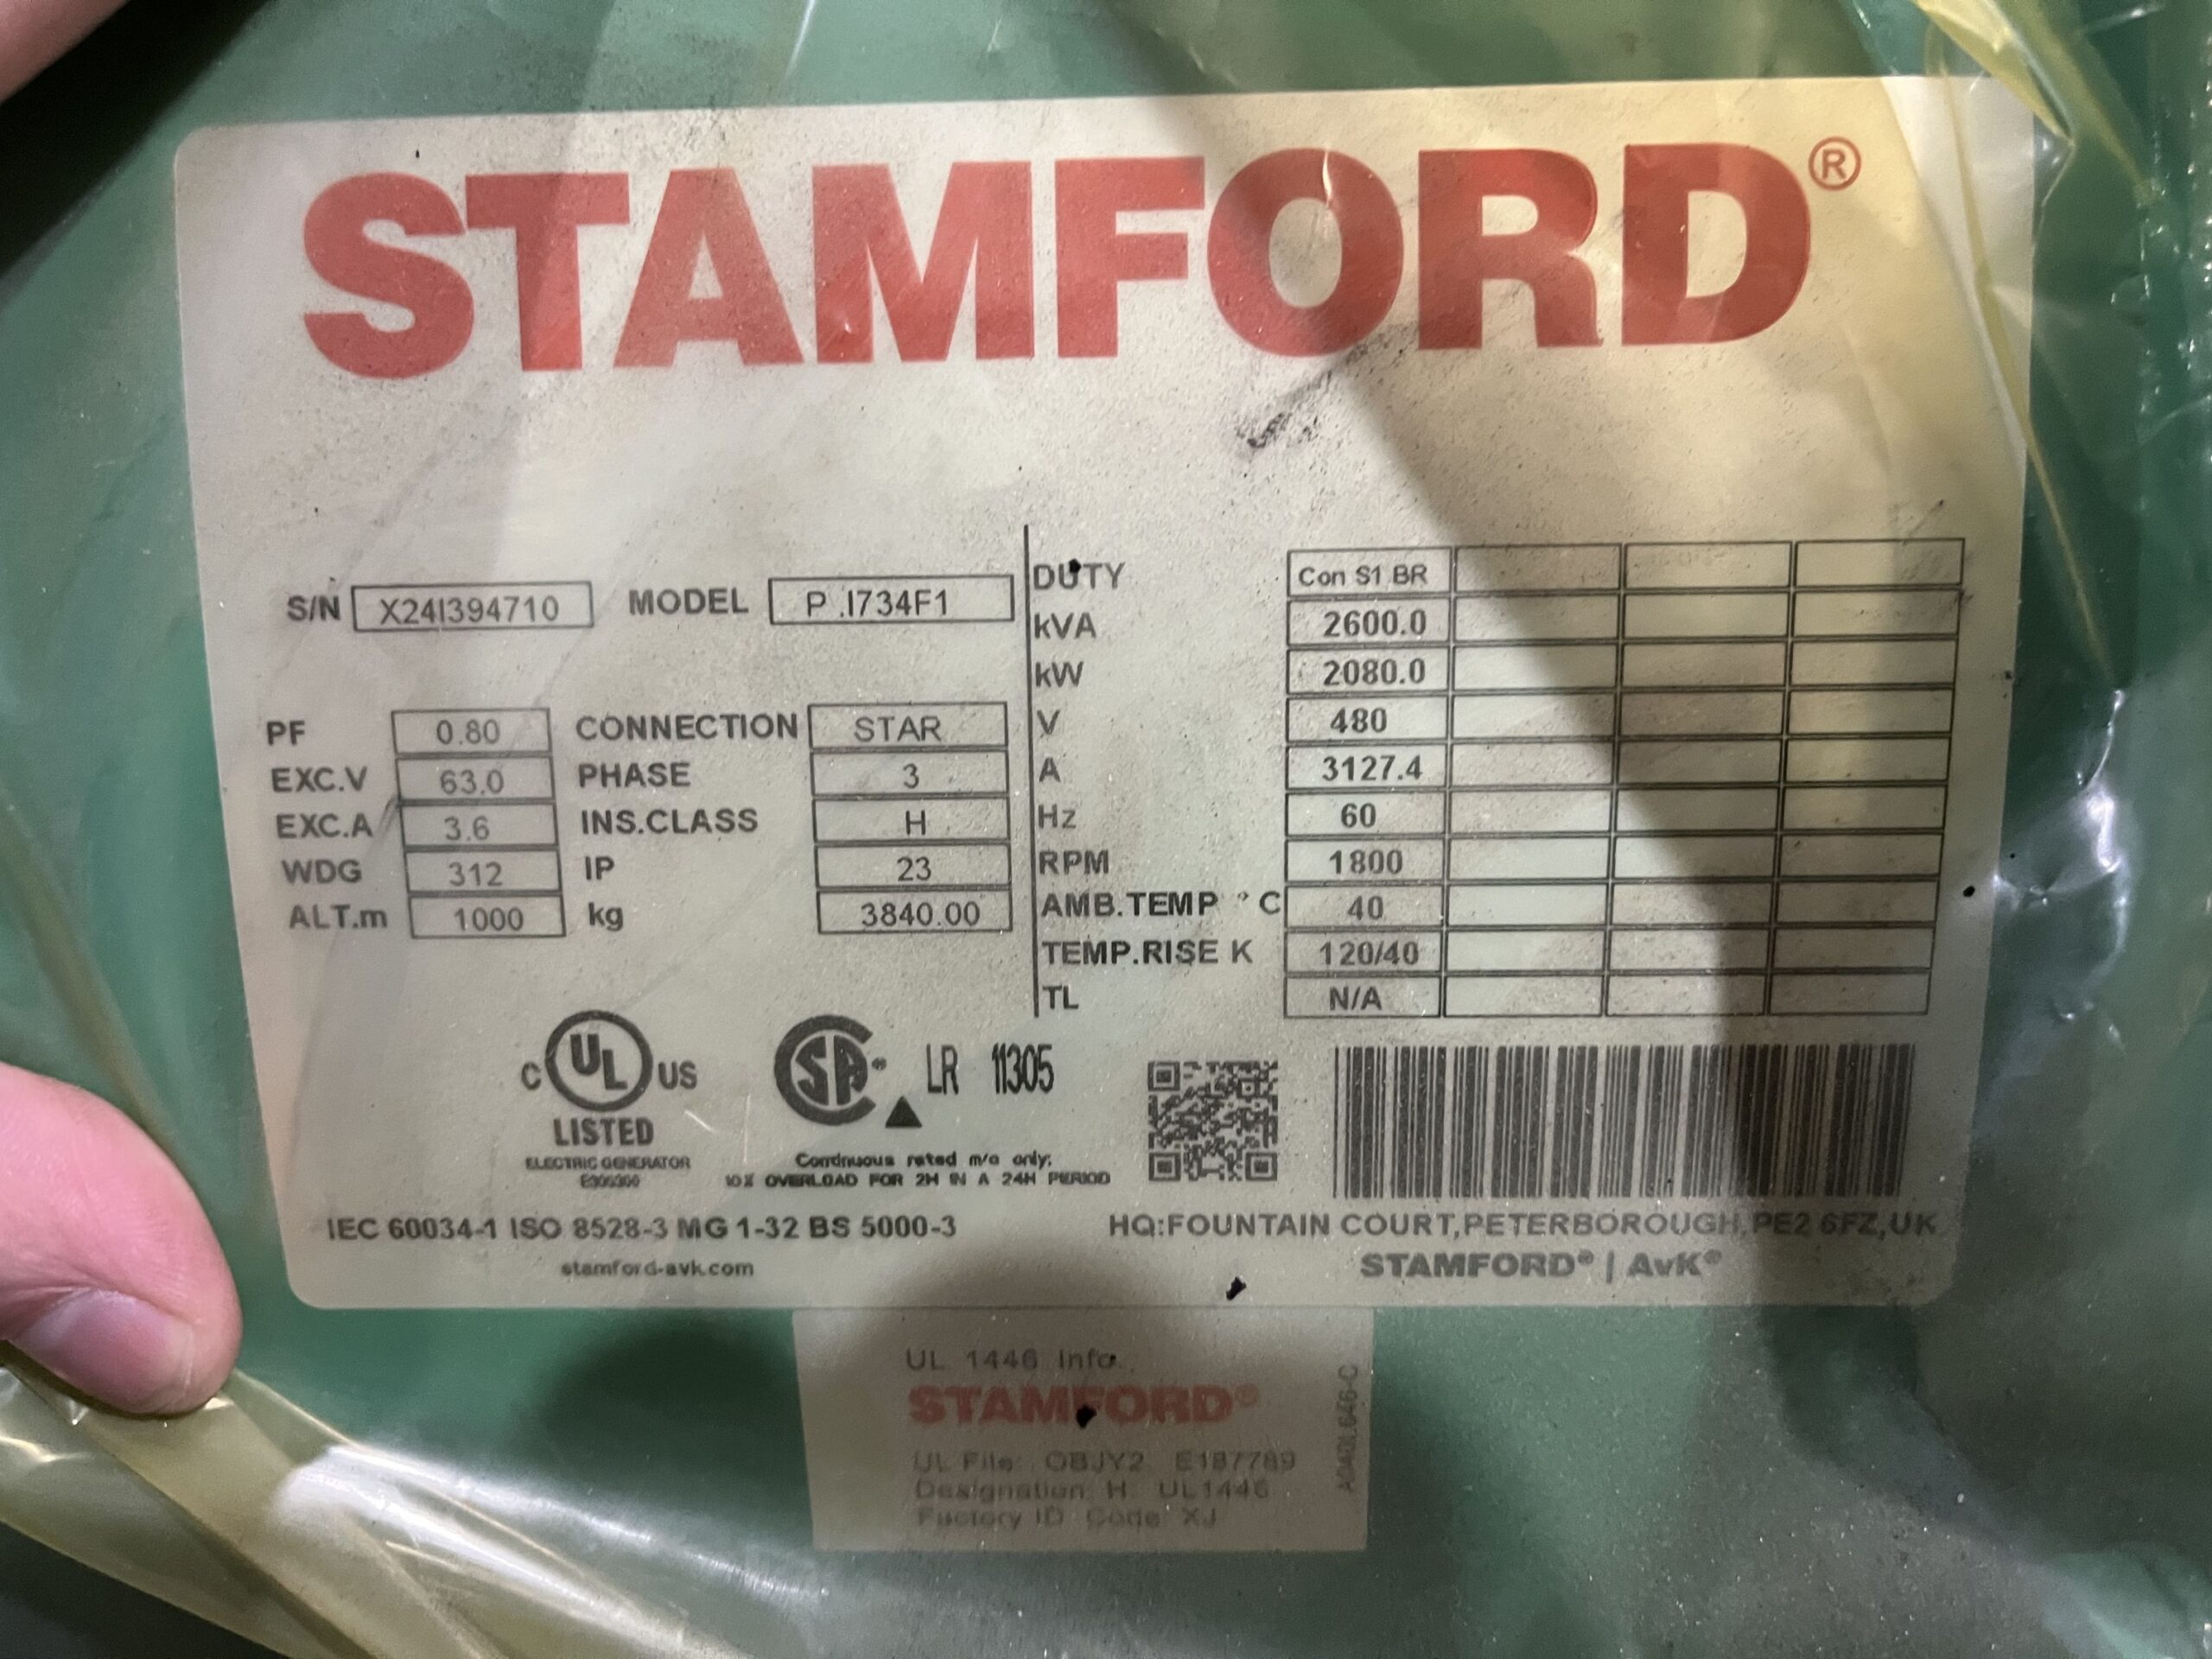 STAMFORD®
S/N X24I394710 MODEL P .I734F1
PF 0.80 CONNECTION STAR
EXC.V 63.0 PHASE 3
EXC.A 3.6 INS.CLASS H
WDG 312 IP 23
ALT.m 1000 kg 3840.00
DUTY Con S1 BR
kVA 2600.0
kW 2080.0
V 480
A 3127.4
Hz 60
RPM 1800
AMB.TEMP °C 40
TEMP.RISE K 120/40
TL N/A
C UL US
LISTED
ELECTRIC GENERATOR
SA ® LR 11305
Continuous rated m/c only;
10% OVERLOAD FOR 2H IN A 24H PERIOD
IEC 60034-1 ISO 8528-3 MG 1-32 BS 5000-3
stamford-avk.com
HQ:FOUNTAIN COURT,PETERBOROUGH,PE2 6FZ,UK
STAMFORD® | AvK®
UL 1446 Info.
STAMFORD®
UL File: OBJY2 E187789
Designation: H. UL1446
Factory ID Code: XJ